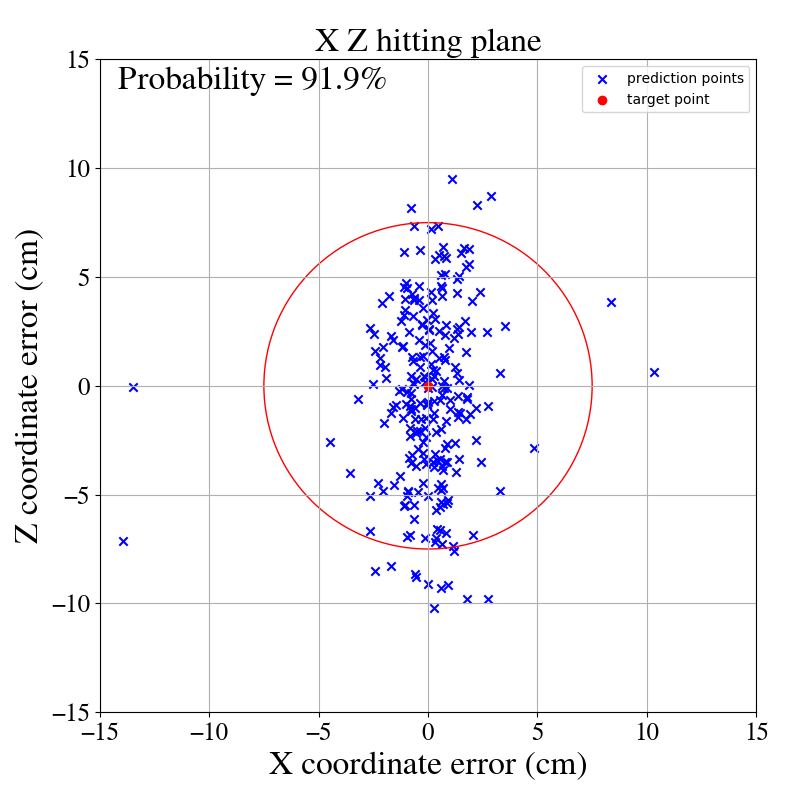 X Z hitting plane
Probability = 91.9%
prediction points
target point
Z coordinate error (cm)
15
10
5
0
−5
−10
−15
−15 −10 −5 0 5 10 15
X coordinate error (cm)